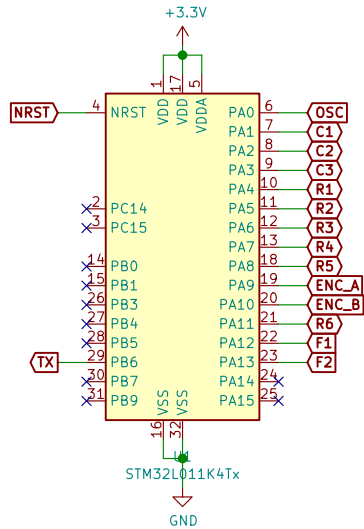 +3.3V
1 17 5
VDD VDD VDDA
NRST 4 NRST PA0 6 OSC
PA1 7 C1
PA2 8 C2
PA3 9 C3
PA4 10 R1
2 PC14 PA5 11 R2
3 PC15 PA6 12 R3
PA7 13 R4
14 PB0 PA8 18 R5
15 PB1 PA9 19 ENC_A
26 PB3 PA10 20 ENC_B
27 PB4 PA11 21 R6
28 PB5 PA12 22 F1
TX 29 PB6 PA13 23 F2
30 PB7 PA14 24
31 PB9 PA15 25
VSS VSS
16 32
U1
STM32L011K4Tx
GND